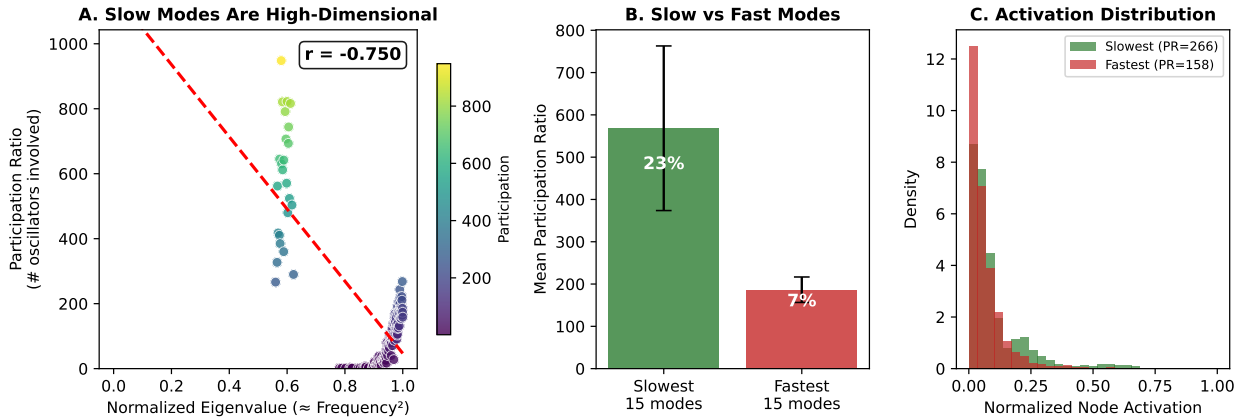 A. Slow Modes Are High-Dimensional
r = -0.750
1000
800
600
400
200
0
0.0
0.2
0.4
0.6
0.8
1.0
Participation Ratio
(# oscillators involved)
Normalized Eigenvalue (≈ Frequency²)
800
600
400
200
Participation
B. Slow vs Fast Modes
800
700
600
500
400
300
200
100
0
Mean Participation Ratio
23%
7%
Slowest
15 modes
Fastest
15 modes
C. Activation Distribution
Slowest (PR=266)
Fastest (PR=158)
12
10
8
6
4
2
0
Density
0.00
0.25
0.50
0.75
1.00
Normalized Node Activation